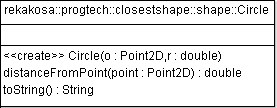 rekakosa::progtech::closestshape::shape::Circle
<<create>> Circle(o : Point2D,r : double)
distanceFromPoint(point : Point2D) : double
toString() : String